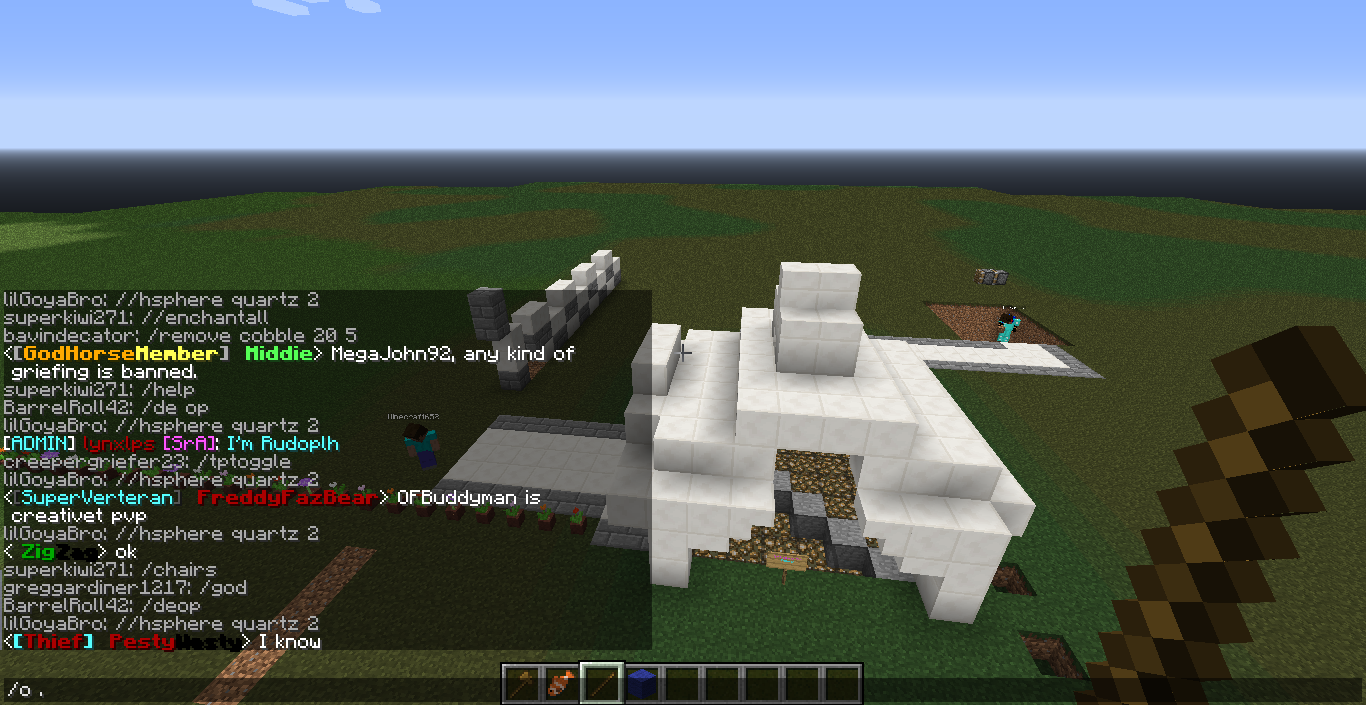 lilGoyaBro: //hsphere quartz 2
superkiwi271: //enchantall
bavindecator: /remove cobble 20 5
<[GodHorseMember] Middie> MegaJohn92, any kind of
griefing is banned.
superkiwi271: /help
BarrelRoll42: /de op
lilGoyaBro: //hsphere quartz 2
[ADMIN] lynxlps [SrA]: I'm Rudoplh
creepergriefer23: /tptoggle
lilGoyaBro: //hsphere quartz 2
<[SuperVerteran] FreddyFazBear> OFBuddyman is
creativet pvp
lilGoyaBro: //hsphere quartz 2
< ZigZag> ok
superkiwi271: /chairs
greggardiner1217: /god
BarrelRoll42: /deop
lilGoyaBro: //hsphere quartz 2
<[Thief] PestyNesty> I know
/o .